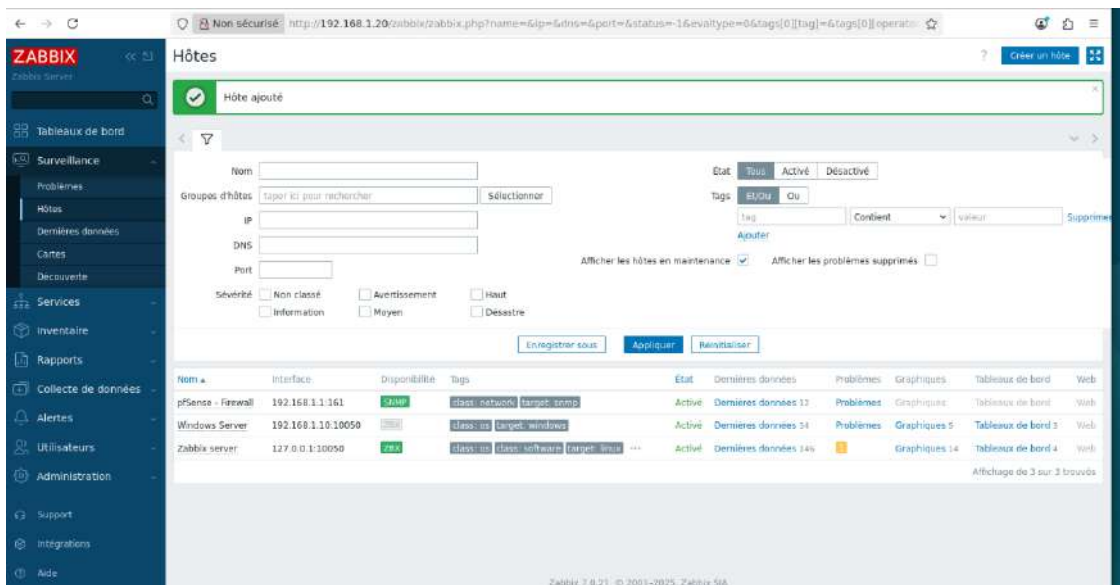 Non sécurisé http://192.168.1.20/zabbix/zabbix.php?name=&ip=&dns=&port=&status=-1&evaltype=0&tags[0][tag]=&tags[0][operato
ZABBIX
Zabbix Server
Hôtes
? Créer un hôte
Hôte ajouté
Tableaux de bord
Surveillance
Problèmes
Hôtes
Dernières données
Cartes
Découverte
Services
Inventaire
Rapports
Collecte de données
Alertes
Utilisateurs
Administration
Support
Intégrations
Aide
Nom
Groupes d'hôtes taper ici pour rechercher Sélectionner
IP
DNS
Port
Sévérité Non classé Avertissement Haut
Information Moyen Désastre
État Tous Activé Désactivé
Tags Et/Ou Ou
tag Contient valeur Supprimer
Ajouter
Afficher les hôtes en maintenance Afficher les problèmes supprimés
Enregistrer sous Appliquer Réinitialiser
Nom Interface Disponibilité Tags État Dernières données Problèmes Graphiques Tableaux de bord Web
pfSense - Firewall 192.168.1.1:161 SNMP class: network target: snmp Activé Dernières données Problèmes Graphiques Tableaux de bord Web
Windows Server 192.168.1.10:10050 ZBX class: os target: windows Activé Dernières données Problèmes Graphiques 5 Tableaux de bord 3 Web
Zabbix server 127.0.0.1:10050 ZBX class: os class: software target: linux ... Activé Dernières données 146 Graphiques 14 Tableaux de bord 4 Web
Affichage de 3 sur 3 trouvés
Zabbix 7.0.21. © 2001–2025, Zabbix SIA